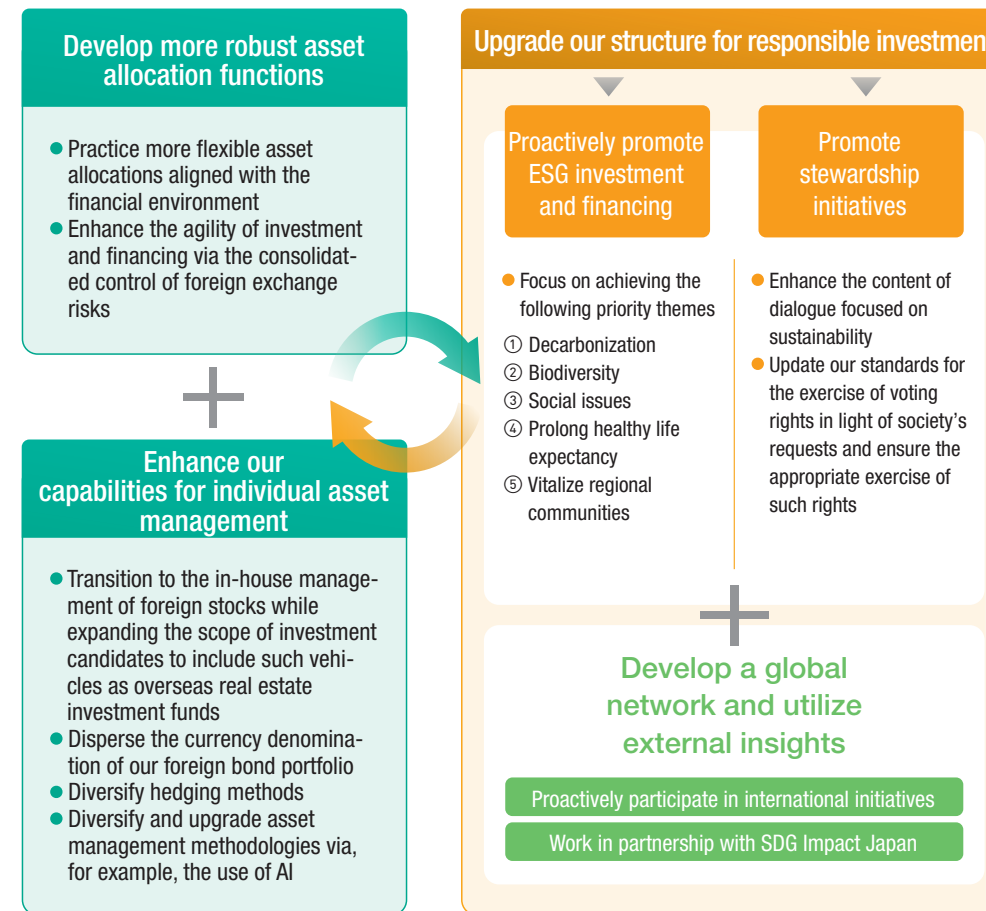 Develop more robust asset
allocation functions
● Practice more flexible asset
allocations aligned with the
financial environment
● Enhance the agility of investment
and financing via the consolidat-
ed control of foreign exchange
risks
Enhance our
capabilities for individual asset
management
● Transition to the in-house manage-
ment of foreign stocks while
expanding the scope of investment
candidates to include such vehi-
cles as overseas real estate
investment funds
● Disperse the currency denomina-
tion of our foreign bond portfolio
● Diversify hedging methods
● Diversify and upgrade asset
management methodologies via,
for example, the use of AI
Upgrade our structure for responsible investmen
Proactively promote
ESG investment
and financing
● Focus on achieving the
following priority themes
① Decarbonization
② Biodiversity
③ Social issues
④ Prolong healthy life
expectancy
⑤ Vitalize regional
communities
Promote
stewardship
initiatives
● Enhance the content of
dialogue focused on
sustainability
● Update our standards for
the exercise of voting
rights in light of society's
requests and ensure the
appropriate exercise of
such rights
Develop a global
network and utilize
external insights
Proactively participate in international initiatives
Work in partnership with SDG Impact Japan